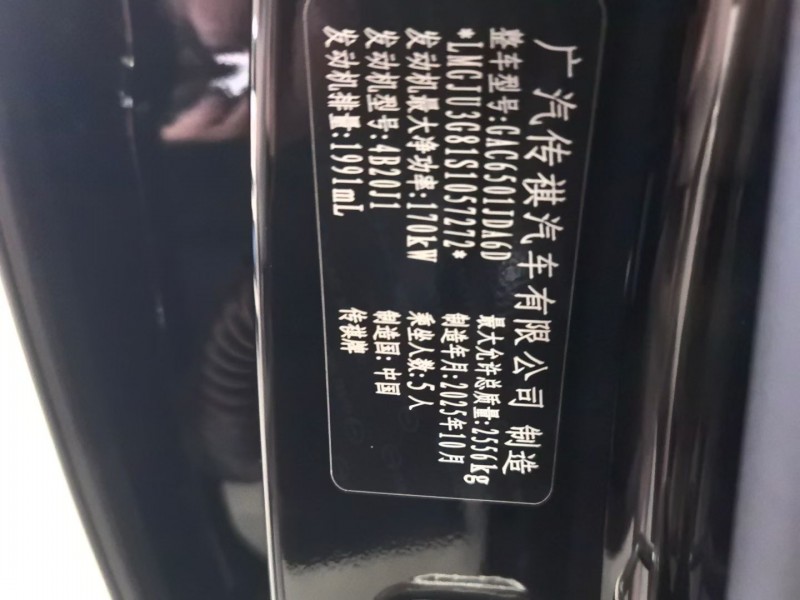 广汽传祺汽车有限公司 制造
整车型号:GAC6501JDA6D 最大允许总质量:2556kg
*LMGJU3G81S1057272* 制造年月:2025年10月
发动机最大净功率:170kW 乘坐人数:5人
发动机型号:4B20J1 制造国:中国
发动机排量:1991mL 传祺牌